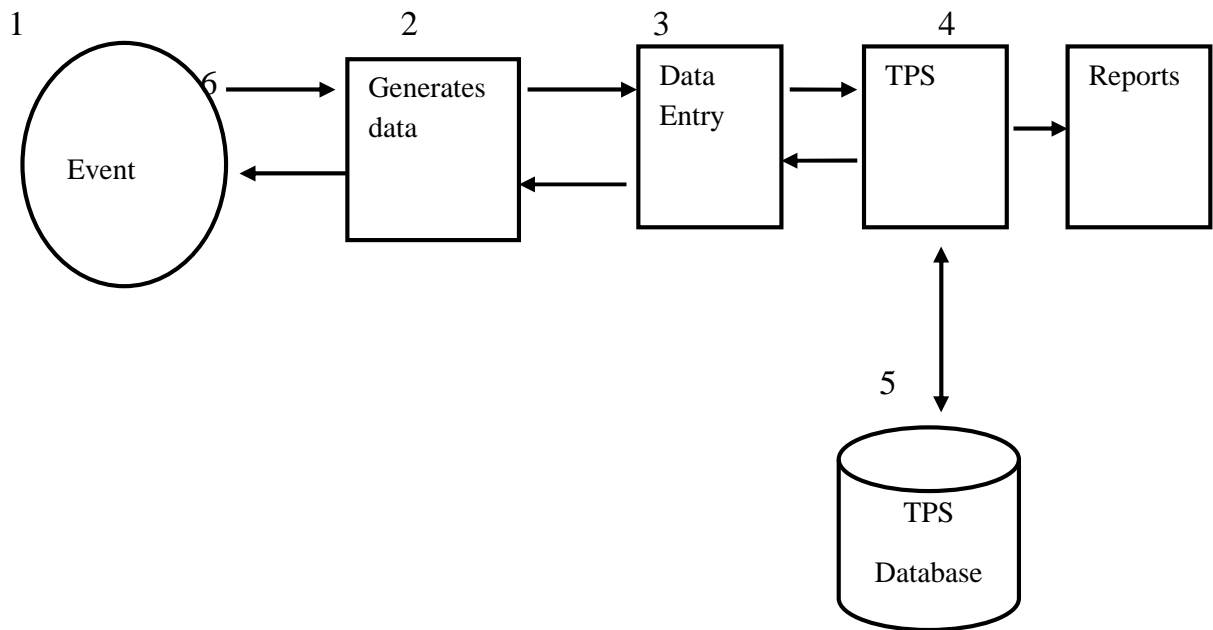 1
2
3
4
6
Event
Generates
data
Data
Entry
TPS
Reports
5
TPS
Database